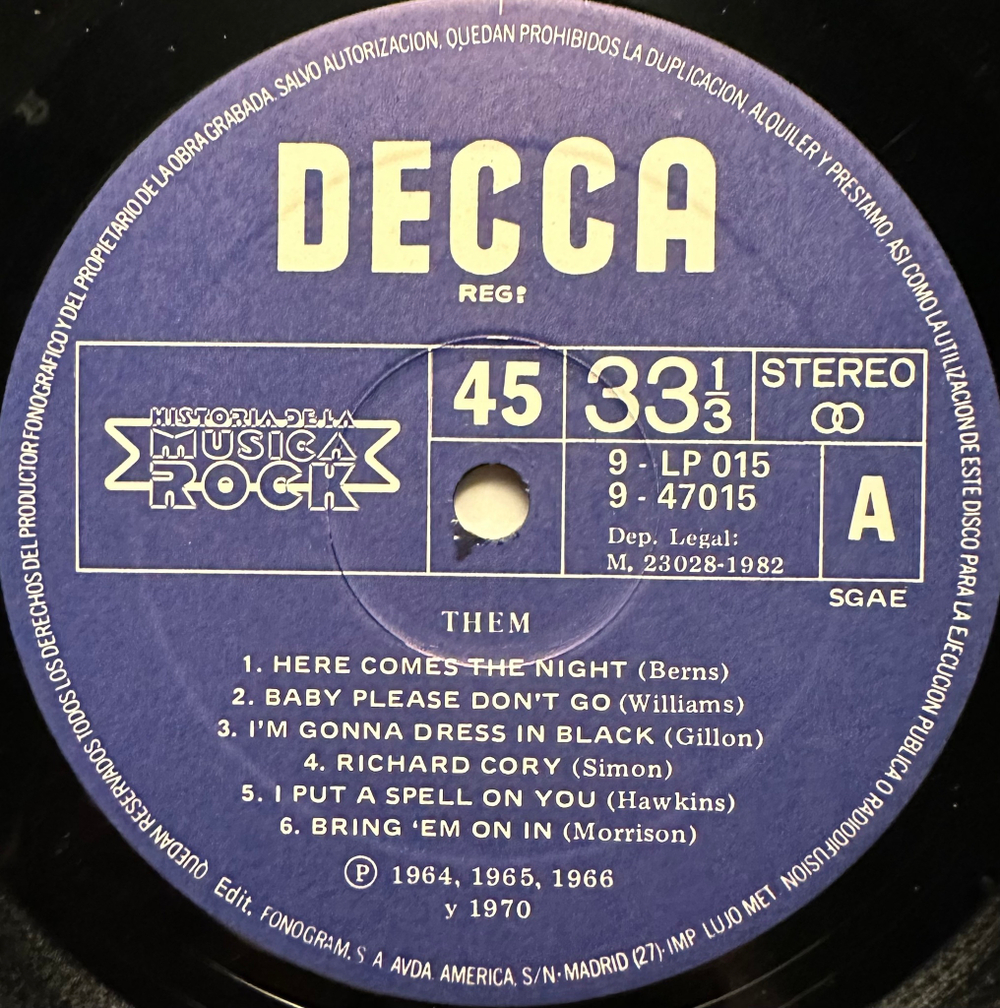 QUEDAN RESERVADOS TODOS LOS DERECHOS DEL PRODUCTOR FONOGRAFICO Y DEL PROPIETARIO DE LA OBRA GRABADA. SALVO AUTORIZACION, QUEDAN PROHIBIDOS LA DUPLICACION, ALQUILER Y PRESTAMO, ASI COMO LA UTILIZACION DE ESTE DISCO PARA LA EJECUCION PUBLICA O RADIODIFUSION
DECCA
REG:
HISTORIA DE LA
MUSICA
ROCK
45
33 1/3
STEREO
9 - LP 015
9 - 47015
Dep. Legal:
M. 23028-1982
A
SGAE
THEM
1. HERE COMES THE NIGHT (Berns)
2. BABY PLEASE DON'T GO (Williams)
3. I'M GONNA DRESS IN BLACK (Gillon)
4. RICHARD CORY (Simon)
5. I PUT A SPELL ON YOU (Hawkins)
6. BRING 'EM ON IN (Morrison)
Ⓟ 1964, 1965, 1966
y 1970
Edit. FONOGRAM, S A AVDA. AMERICA, S/N · MADRID (27) · IMP LUJO MET